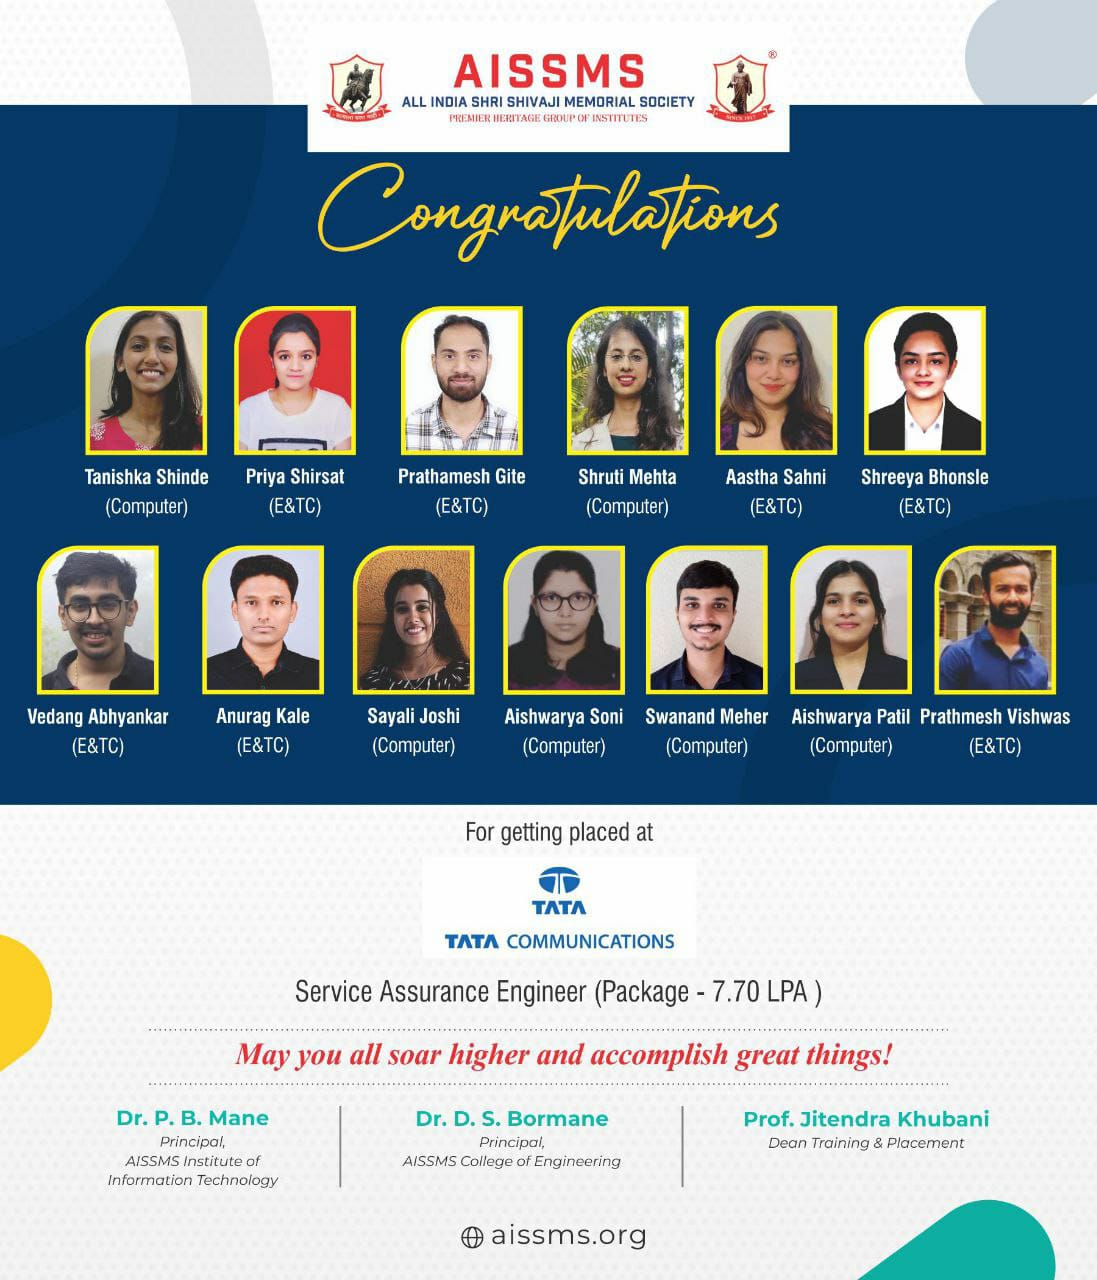 AISSMS
®
ALL INDIA SHRI SHIVAJI MEMORIAL SOCIETY
PREMIER HERITAGE GROUP OF INSTITUTES
SINCE 1917
Congratulations
Tanishka Shinde
(Computer)
Priya Shirsat
(E&TC)
Prathamesh Gite
(E&TC)
Shruti Mehta
(Computer)
Aastha Sahni
(E&TC)
Shreeya Bhonsle
(E&TC)
Vedang Abhyankar
(E&TC)
Anurag Kale
(E&TC)
Sayali Joshi
(Computer)
Aishwarya Soni
(Computer)
Swanand Meher
(Computer)
Aishwarya Patil
(Computer)
Prathmesh Vishwas
(E&TC)
For getting placed at
TATA
TATA COMMUNICATIONS
Service Assurance Engineer (Package - 7.70 LPA )
May you all soar higher and accomplish great things!
Dr. P. B. Mane
Principal,
AISSMS Institute of
Information Technology
Dr. D. S. Bormane
Principal,
AISSMS College of Engineering
Prof. Jitendra Khubani
Dean Training & Placement
aissms.org